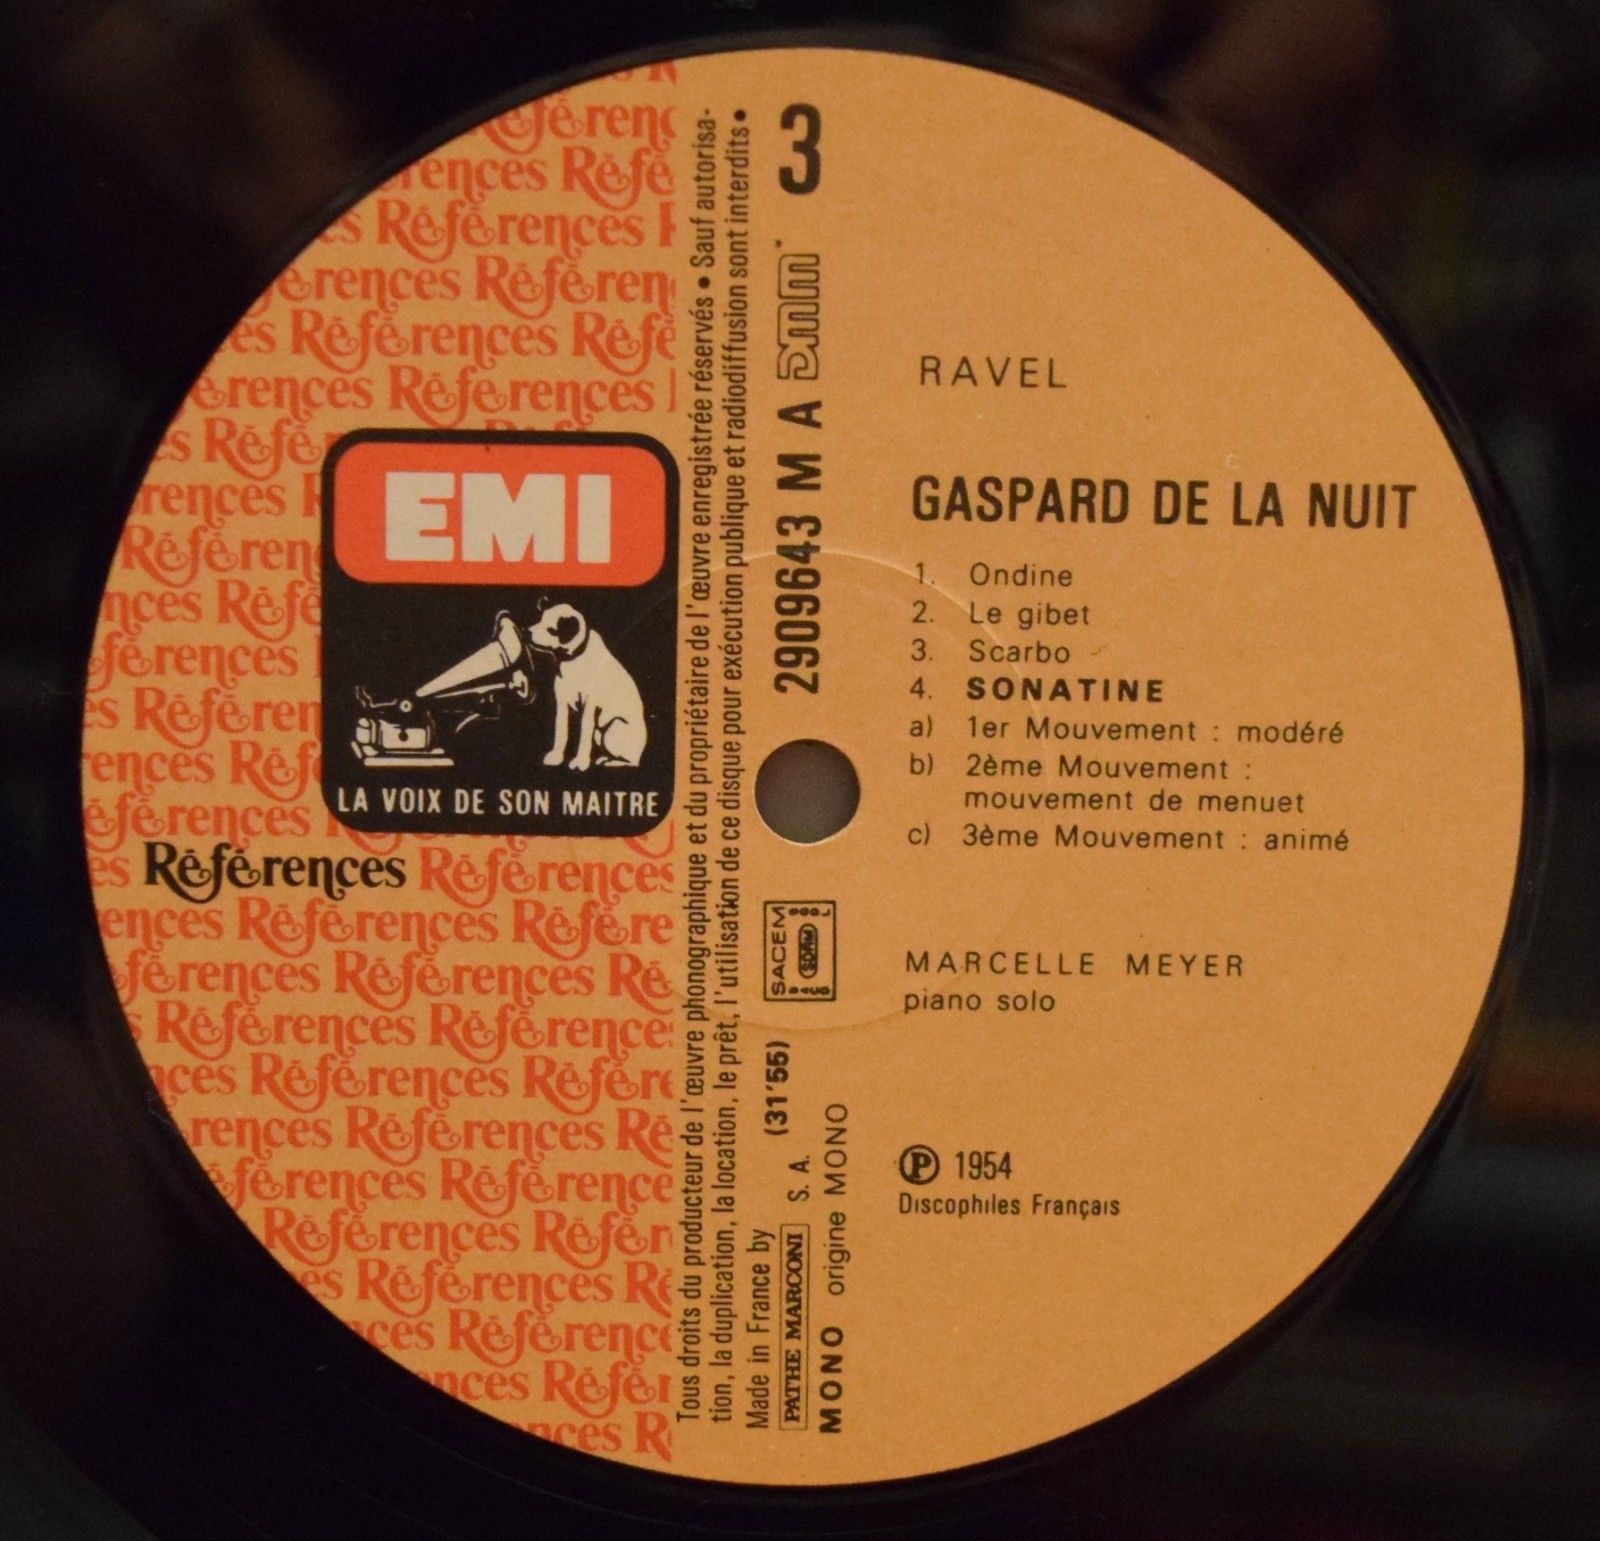 EMI
LA VOIX DE SON MAITRE
Références
Tous droits du producteur de l'œuvre phonographique et du propriétaire de l'œuvre enregistrée réservés • Sauf autorisa-
tion, la duplication, la location, le prêt, l'utilisation de ce disque pour exécution publique et radiodiffusion sont interdits •
Made in France by
PATHE MARCONI S. A. (31'55)
MONO origine MONO
SACEM
2909643 M A DMM 3
RAVEL
GASPARD DE LA NUIT
1. Ondine
2. Le gibet
3. Scarbo
4. SONATINE
a) 1er Mouvement : modéré
b) 2ème Mouvement :
mouvement de menuet
c) 3ème Mouvement : animé
MARCELLE MEYER
piano solo
℗ 1954
Discophiles Français